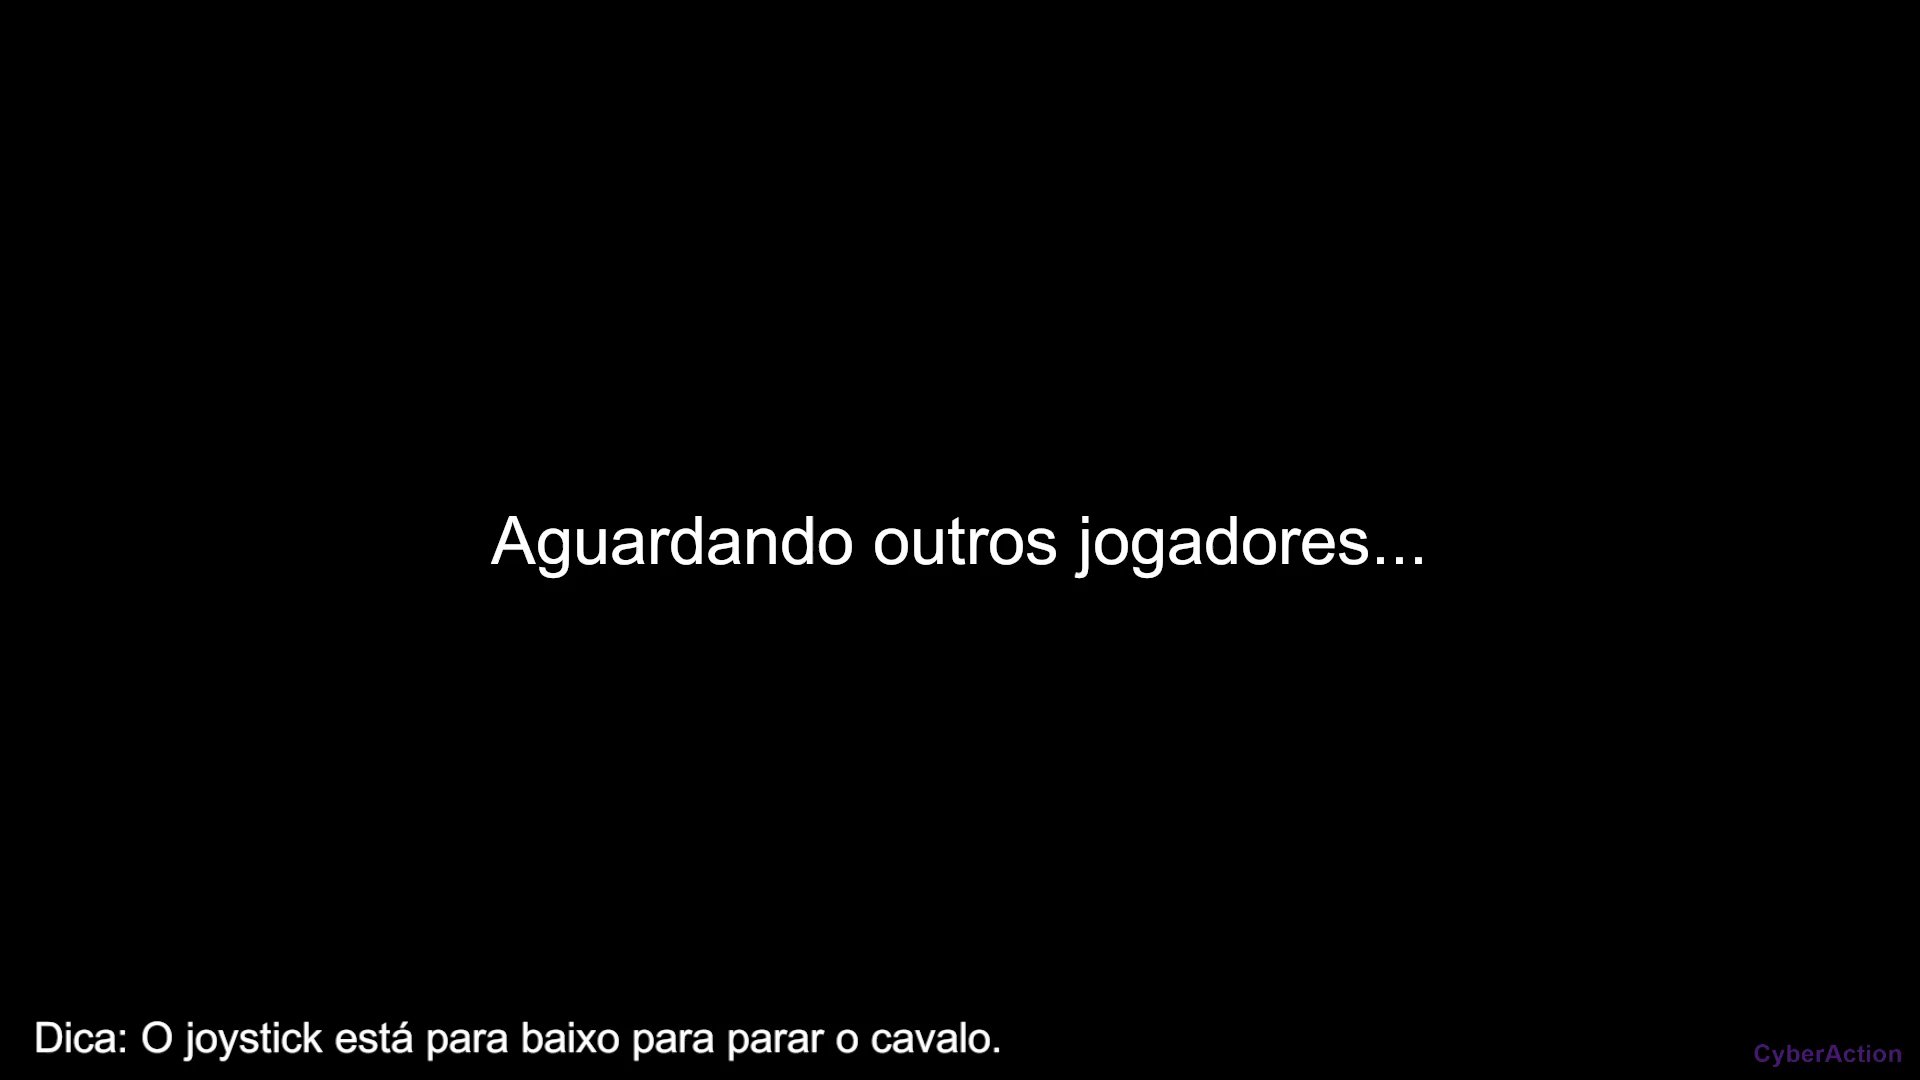 Aguardando outros jogadores...
Dica: O joystick está para baixo para parar o cavalo.
CyberAction